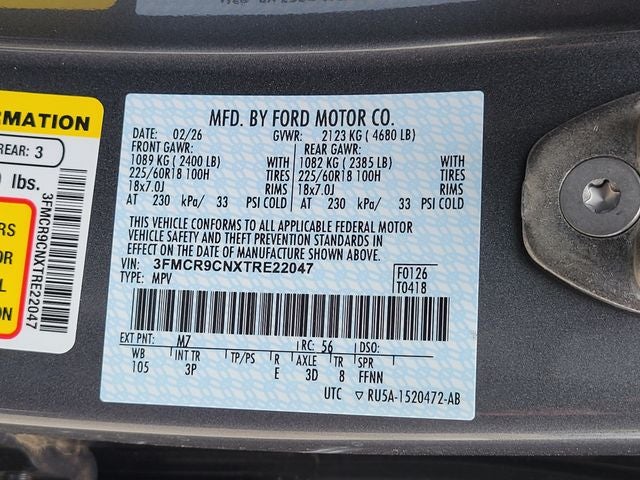 MFD. BY FORD MOTOR CO.
DATE: 02/26 GVWR: 2123 KG ( 4680 LB)
FRONT GAWR: REAR GAWR:
1089 KG ( 2400 LB) WITH 1082 KG ( 2385 LB) WITH
225/60R18 100H TIRES 225/60R18 100H TIRES
18x7.0J RIMS 18x7.0J RIMS
AT 230 kPa/ 33 PSI COLD AT 230 kPa/ 33 PSI COLD
THIS VEHICLE CONFORMS TO ALL APPLICABLE FEDERAL MOTOR
VEHICLE SAFETY AND THEFT PREVENTION STANDARDS IN
EFFECT ON THE DATE OF MANUFACTURE SHOWN ABOVE.
VIN: 3FMCR9CNXTRE22047
TYPE: MPV
F0126
T0418
EXT PNT: M7 RC: 56 DSO:
WB INT TR TP/PS R AXLE TR SPR
105 3P E 3D 8 FFNN
UTC ▽ RU5A-1520472-AB
REAR: 3
lbs.
3FMCR9CNXTRE22047